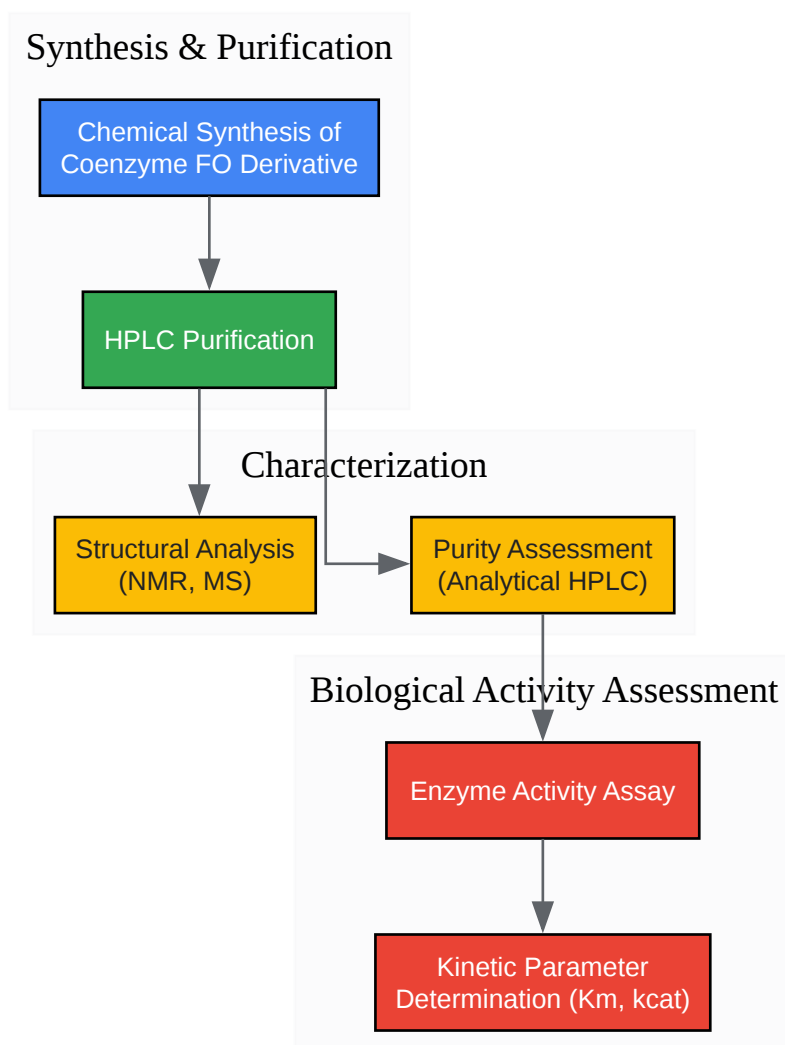 Synthesis & Purification
Chemical Synthesis of
Coenzyme FO Derivative
HPLC Purification
Characterization
Structural Analysis
(NMR, MS)
Purity Assessment
(Analytical HPLC)
Biological Activity Assessment
Enzyme Activity Assay
Kinetic Parameter
Determination (Km, kcat)